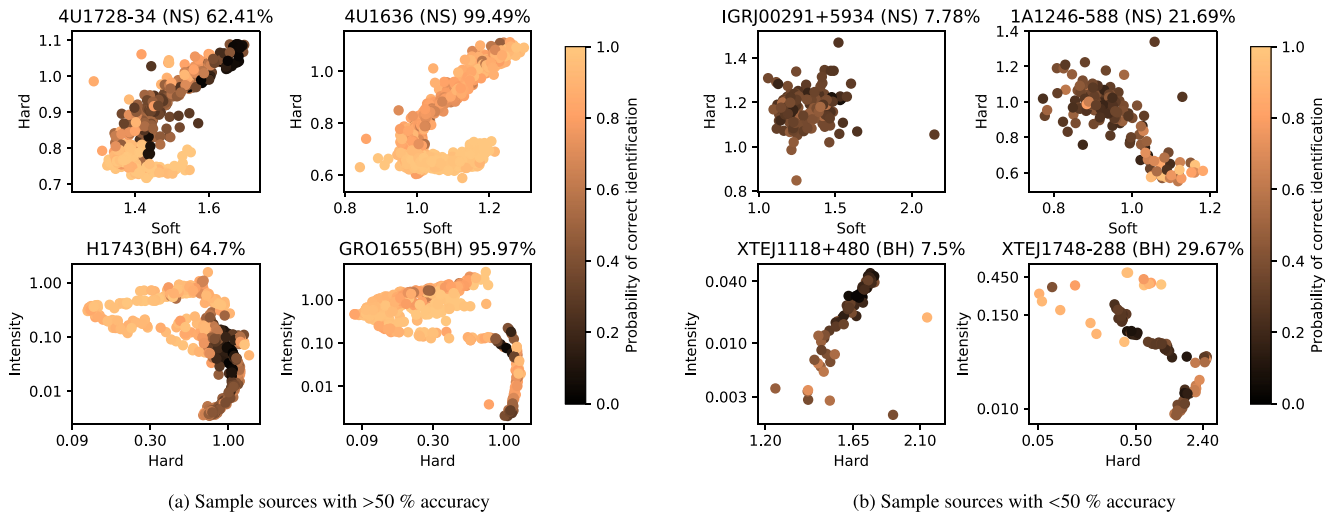 4U1728-34 (NS) 62.41%
1.1
1.0
0.9
0.8
0.7
Hard
1.4
1.6
Soft
4U1636 (NS) 99.49%
1.0
0.8
0.6
Hard
0.8
1.0
1.2
Soft
H1743(BH) 64.7%
1.00
0.10
0.01
Intensity
0.09
0.30
1.00
Hard
GRO1655(BH) 95.97%
1.00
0.10
0.01
Intensity
0.09
0.30
1.00
Hard
1.0
0.8
0.6
0.4
0.2
0.0
Probability of correct identification
(a) Sample sources with >50 % accuracy
IGRJ00291+5934 (NS) 7.78%
1.4
1.2
1.0
0.8
Hard
1.0
1.5
2.0
Soft
1A1246-588 (NS) 21.69%
1.4
1.2
1.0
0.8
0.6
Hard
0.8
1.0
1.2
Soft
XTEJ1118+480 (BH) 7.5%
0.040
0.010
0.003
Intensity
1.20
1.65
2.10
Hard
XTEJ1748-288 (BH) 29.67%
0.450
0.150
0.010
Intensity
0.05
0.50
2.40
Hard
1.0
0.8
0.6
0.4
0.2
0.0
Probability of correct identification
(b) Sample sources with <50 % accuracy